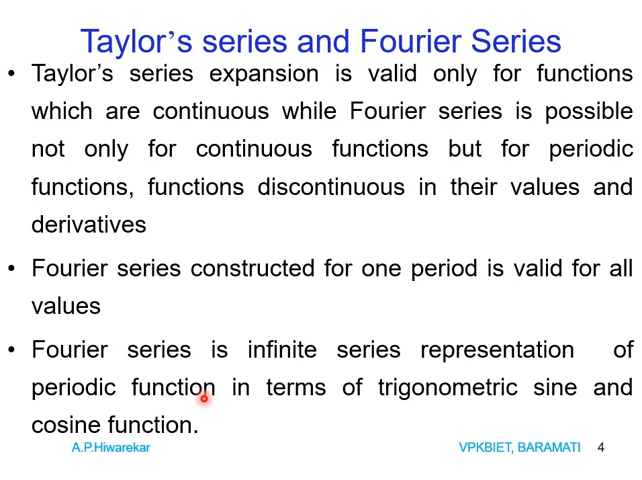 Taylor’s series and Fourier Series
• Taylor’s series expansion is valid only for functions
which are continuous while Fourier series is possible
not only for continuous functions but for periodic
functions, functions discontinuous in their values and
derivatives
• Fourier series constructed for one period is valid for all
values
• Fourier series is infinite series representation of
periodic function in terms of trigonometric sine and
cosine function.
A.P.Hiwarekar VPKBIET, BARAMATI 4